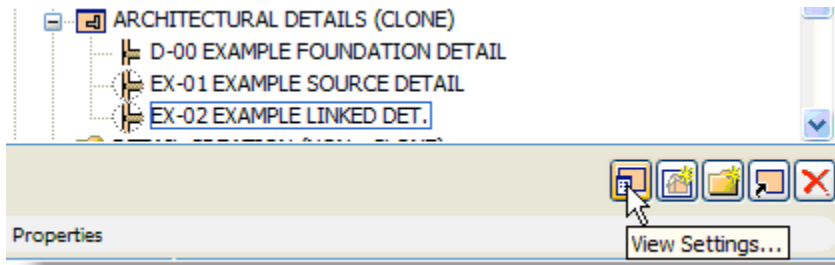 ARCHITECTURAL DETAILS (CLONE)
D-00 EXAMPLE FOUNDATION DETAIL
EX-01 EXAMPLE SOURCE DETAIL
EX-02 EXAMPLE LINKED DET.
Properties
View Settings...